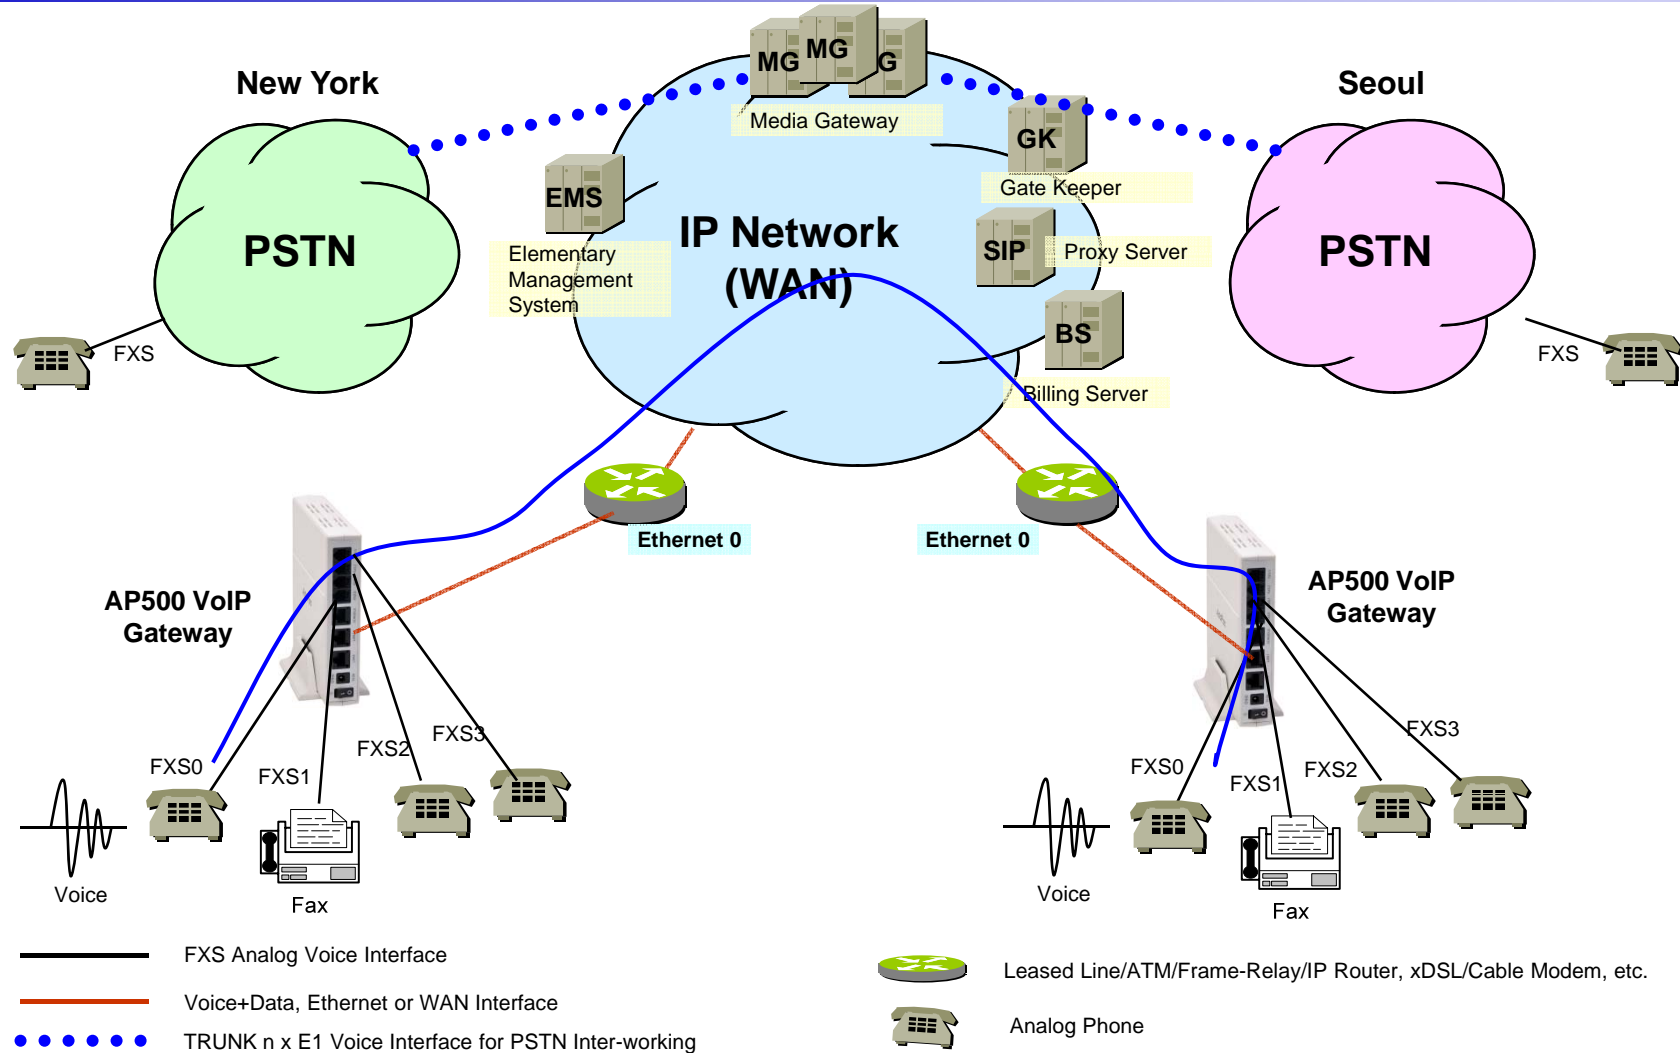 New York
MG
MG
G
Seoul
Media Gateway
GK
Gate Keeper
EMS
Elementary
Management
System
PSTN
IP Network
(WAN)
SIP
Proxy Server
PSTN
BS
Billing Server
FXS
FXS
Ethernet 0
Ethernet 0
AP500 VoIP
Gateway
AP500 VoIP
Gateway
FXS0
FXS1
FXS2
FXS3
FXS0
FXS1
FXS2
FXS3
Voice
Fax
Voice
Fax
FXS Analog Voice Interface
Voice+Data, Ethernet or WAN Interface
TRUNK n x E1 Voice Interface for PSTN Inter-working
Leased Line/ATM/Frame-Relay/IP Router, xDSL/Cable Modem, etc.
Analog Phone